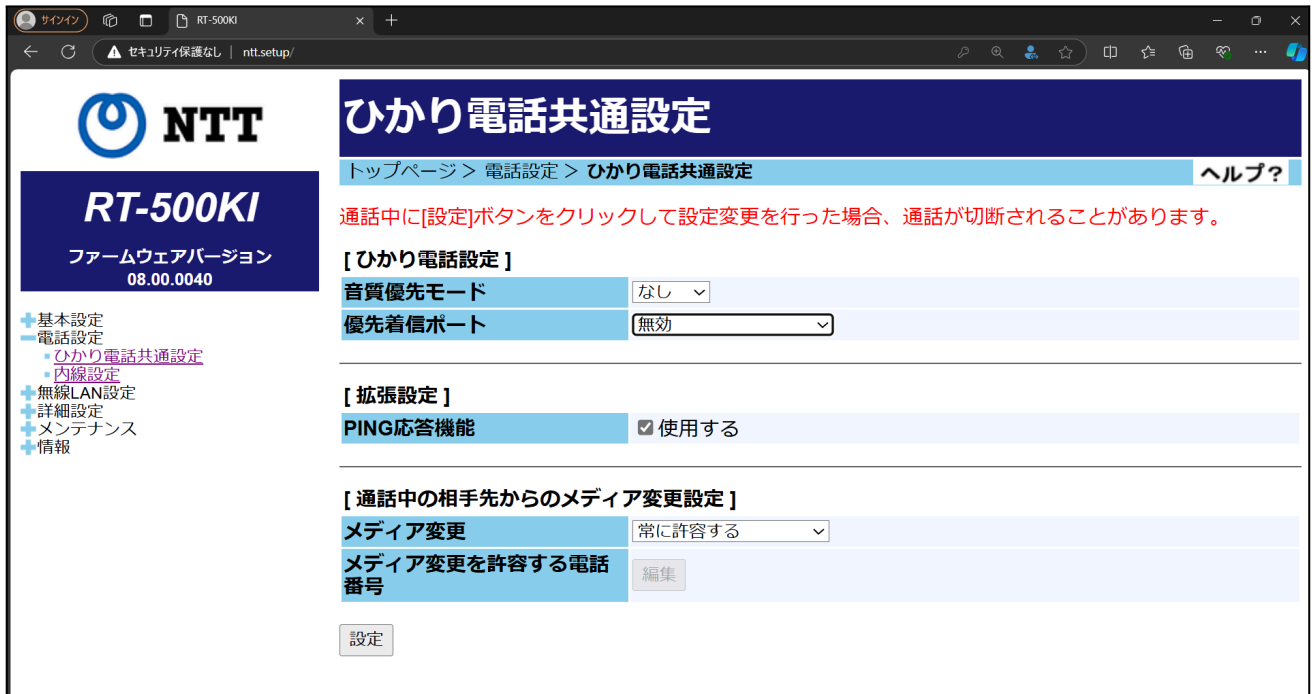 サインイン
RT-500KI
セキュリティ保護なし | ntt.setup/
NTT
RT-500KI
ファームウェアバージョン
08.00.0040
基本設定
電話設定
ひかり電話共通設定
内線設定
無線LAN設定
詳細設定
メンテナンス
情報
ひかり電話共通設定
トップページ > 電話設定 > ひかり電話共通設定
ヘルプ?
通話中に[設定]ボタンをクリックして設定変更を行った場合、通話が切断されることがあります。
[ ひかり電話設定 ]
音質優先モード なし
優先着信ポート 無効
[ 拡張設定 ]
PING応答機能 使用する
[ 通話中の相手先からのメディア変更設定 ]
メディア変更 常に許容する
メディア変更を許容する電話
番号
編集
設定